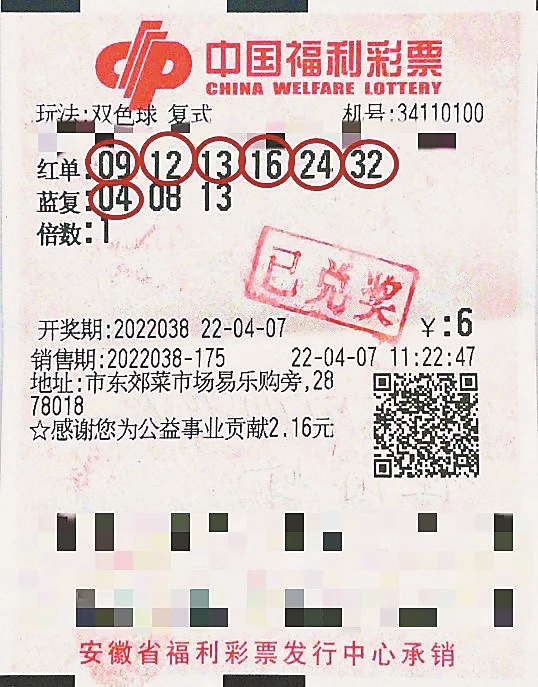 中国福利彩票
CHINA WELFARE LOTTERY
玩法:双色球 复式 机号:34110100
红单:09 12 13 16 24 32
蓝复:04 08 13
倍数:1
已兑奖
开奖期:2022038 22-04-07 ¥:6
销售期:2022038-175 22-04-07 11:22:47
地址:市东郊菜市场易乐购旁,28
78018
☆感谢您为公益事业贡献2.16元
安徽省福利彩票发行中心承销